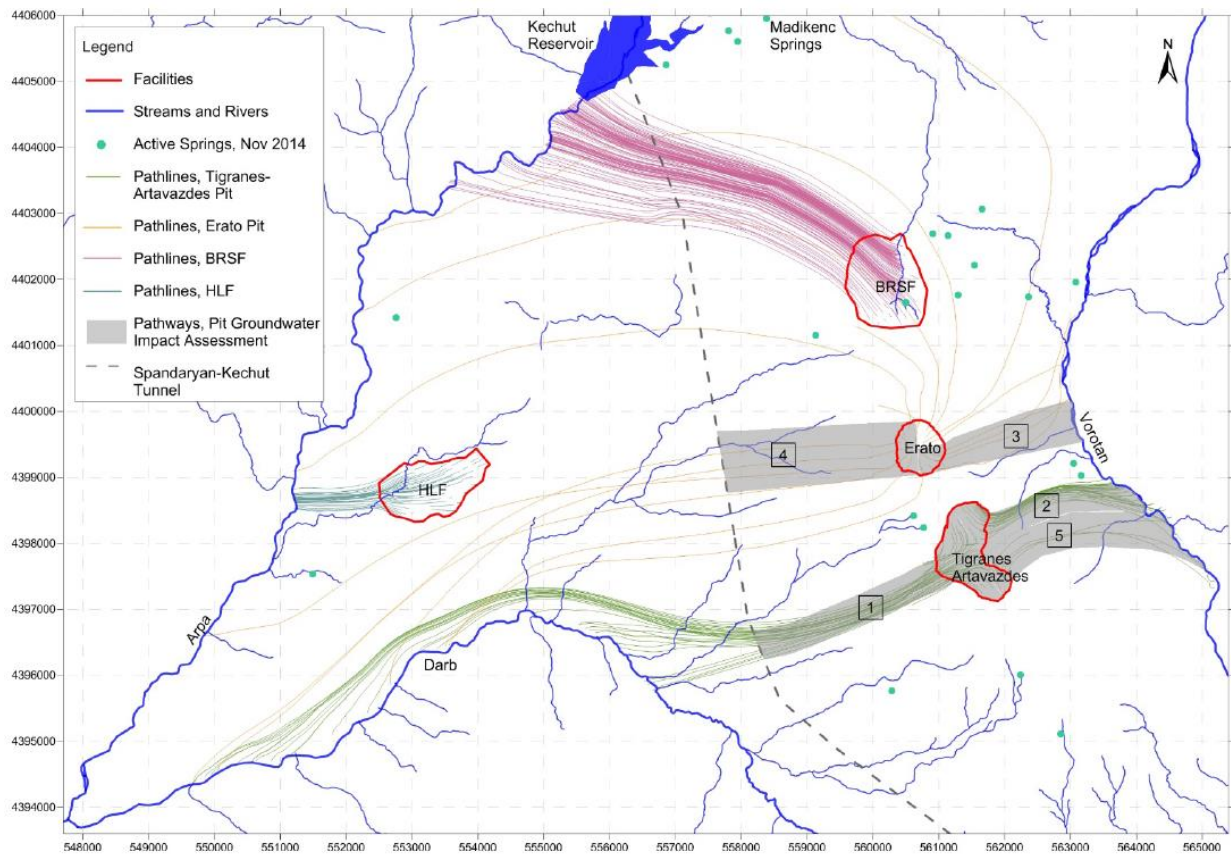 Legend
Facilities
Streams and Rivers
Active Springs, Nov 2014
Pathlines, Tigranes-
Artavazdes Pit
Pathlines, Erato Pit
Pathlines, BRSF
Pathlines, HLF
Pathways, Pit Groundwater
Impact Assessment
Spandaryan-Kechut
Tunnel
Kechut
Reservoir
Madikenc
Springs
N
BRSF
Erato
Vorotan
4
3
HLF
2
5
Tigranes
Artavazdes
1
Arpa
Darb
4406000
4405000
4404000
4403000
4402000
4401000
4400000
4399000
4398000
4397000
4396000
4395000
4394000
548000 549000 550000 551000 552000 553000 554000 555000 556000 557000 558000 559000 560000 561000 562000 563000 564000 565000